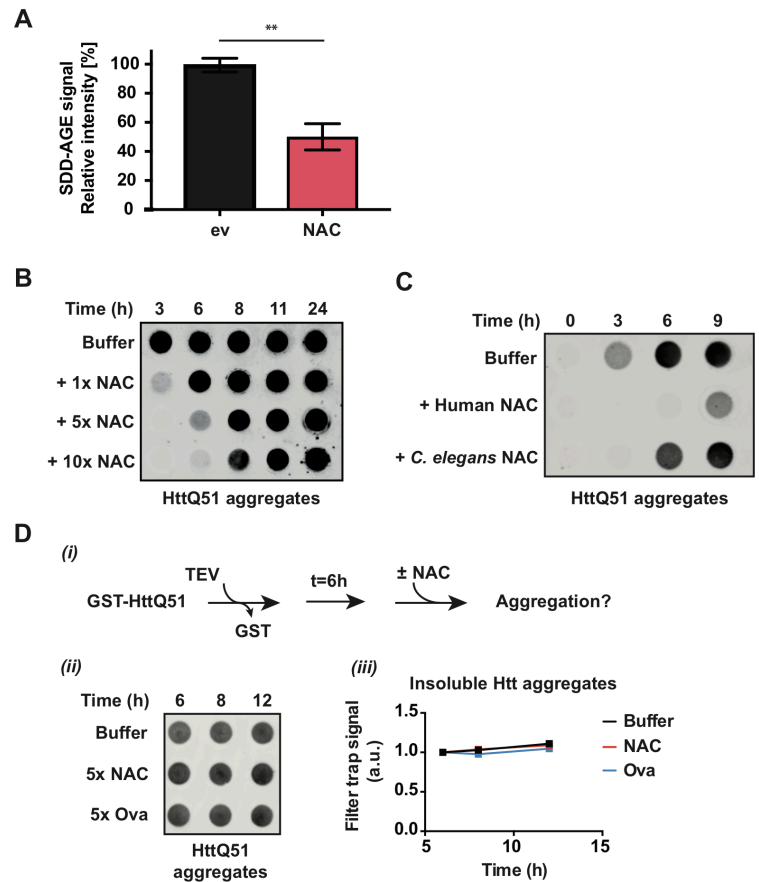 A
**
SDD-AGE signal
Relative intensity [%]
100
80
60
40
20
0
ev NAC
B
Time (h) 3 6 8 11 24
Buffer
+ 1x NAC
+ 5x NAC
+ 10x NAC
HttQ51 aggregates
C
Time (h) 0 3 6 9
Buffer
+ Human NAC
+ C. elegans NAC
HttQ51 aggregates
D
(i)
GST-HttQ51 TEV GST t=6h ± NAC Aggregation?
(ii)
Time (h) 6 8 12
Buffer
5x NAC
5x Ova
HttQ51
aggregates
(iii)
Insoluble Htt aggregates
Filter trap signal
(a.u.)
1.5
1.0
0.5
0.0
5 10 15
Time (h)
Buffer
NAC
Ova